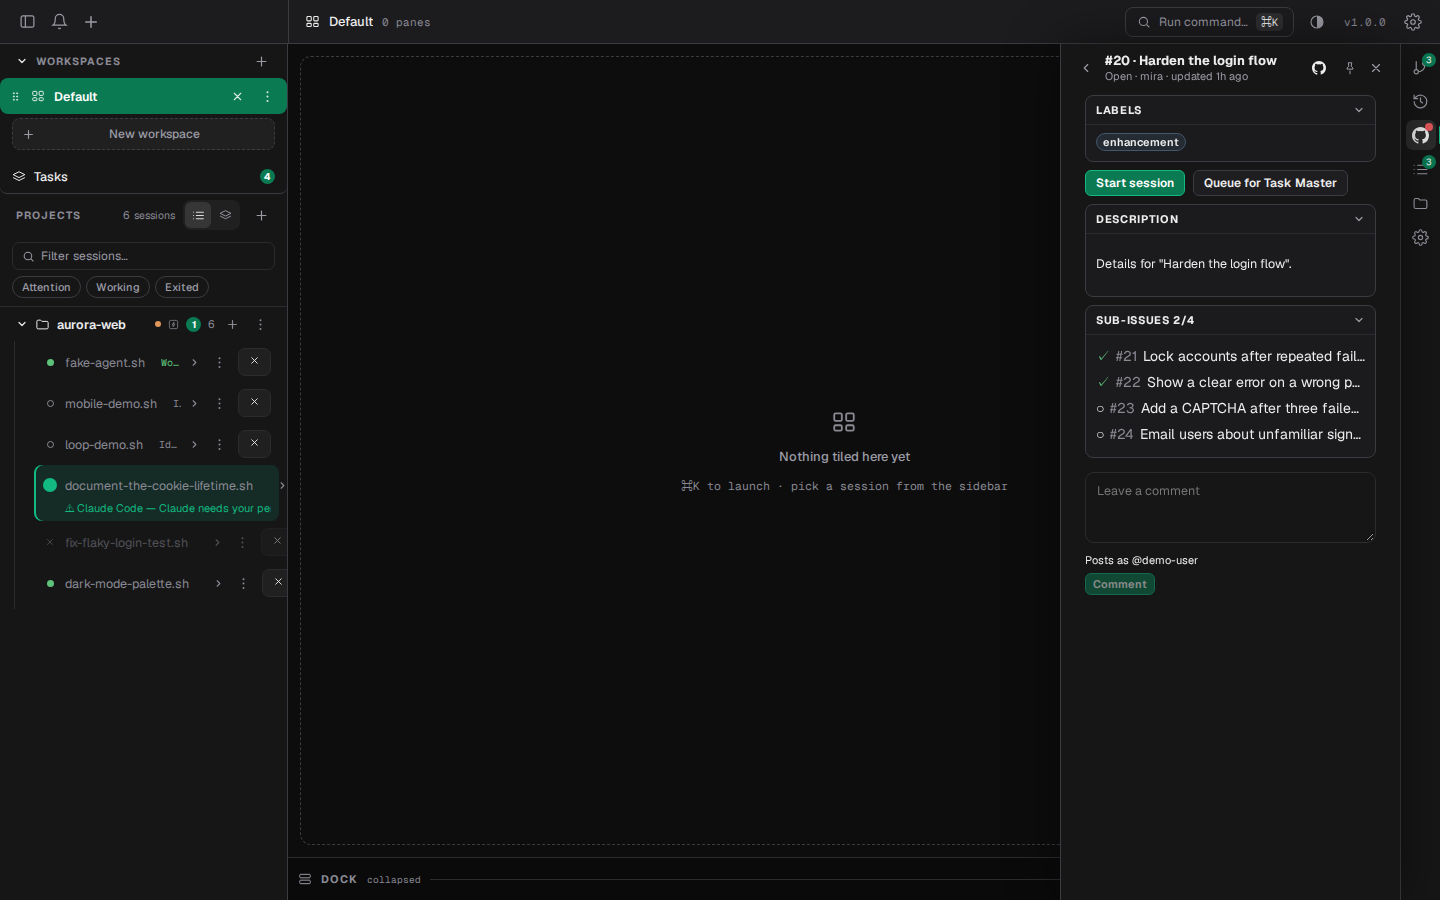 Default 0 panes
Run command... ⌘K
v1.0.0
WORKSPACES
Default
New workspace
Tasks 4
PROJECTS 6 sessions
Filter sessions...
Attention Working Exited
aurora-web 1 6
fake-agent.sh Wo...
mobile-demo.sh I.
loop-demo.sh Id...
document-the-cookie-lifetime.sh
⚠ Claude Code — Claude needs your pe
fix-flaky-login-test.sh
dark-mode-palette.sh
Nothing tiled here yet
⌘K to launch · pick a session from the sidebar
DOCK collapsed
#20 · Harden the login flow
Open · mira · updated 1h ago
LABELS
enhancement
Start session Queue for Task Master
DESCRIPTION
Details for "Harden the login flow".
SUB-ISSUES 2/4
✓ #21 Lock accounts after repeated fail...
✓ #22 Show a clear error on a wrong p...
#23 Add a CAPTCHA after three faile...
#24 Email users about unfamiliar sign...
Leave a comment
Posts as @demo-user
Comment
3
3